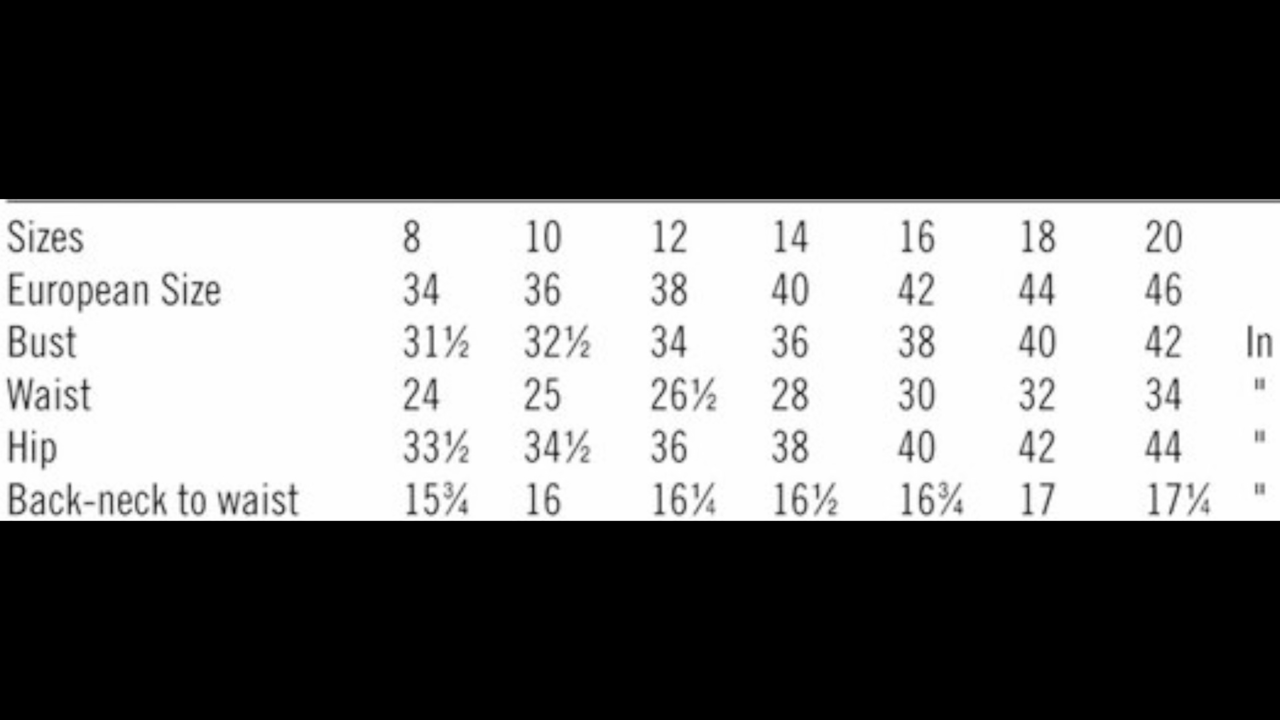 Sizes 8 10 12 14 16 18 20
European Size 34 36 38 40 42 44 46
Bust 31½ 32½ 34 36 38 40 42 In
Waist 24 25 26½ 28 30 32 34 "
Hip 33½ 34½ 36 38 40 42 44 "
Back-neck to waist 15¾ 16 16¼ 16½ 16¾ 17 17¼ "